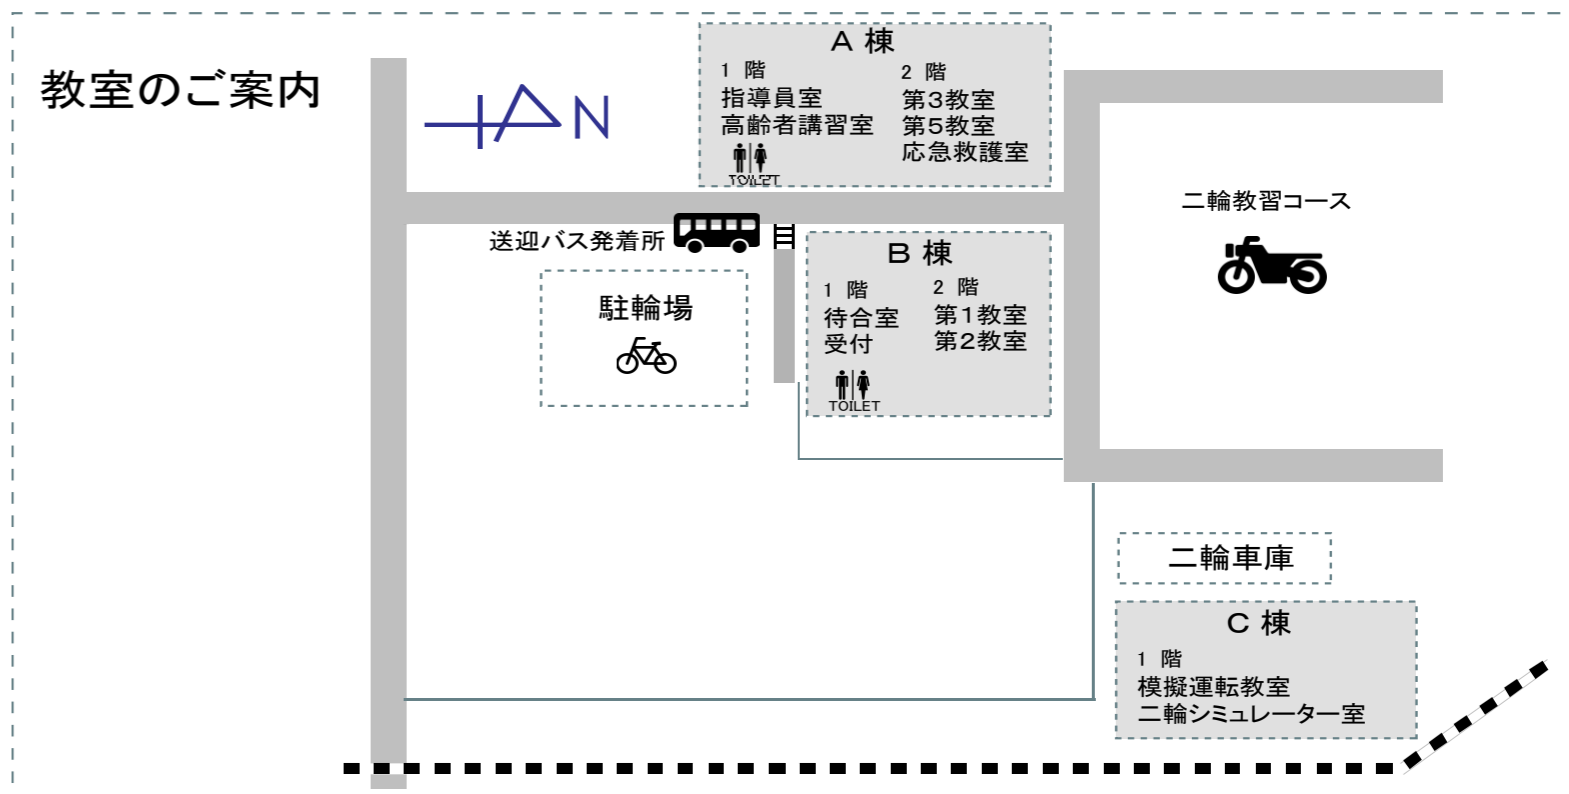 教室のご案内
N
A 棟
1 階
指導員室
高齢者講習室
TOILET
2 階
第3教室
第5教室
応急救護室
二輪教習コース
送迎バス発着所
駐輪場
B 棟
1 階
待合室
受付
TOILET
2 階
第1教室
第2教室
二輪車庫
C 棟
1 階
模擬運転教室
二輪シミュレーター室